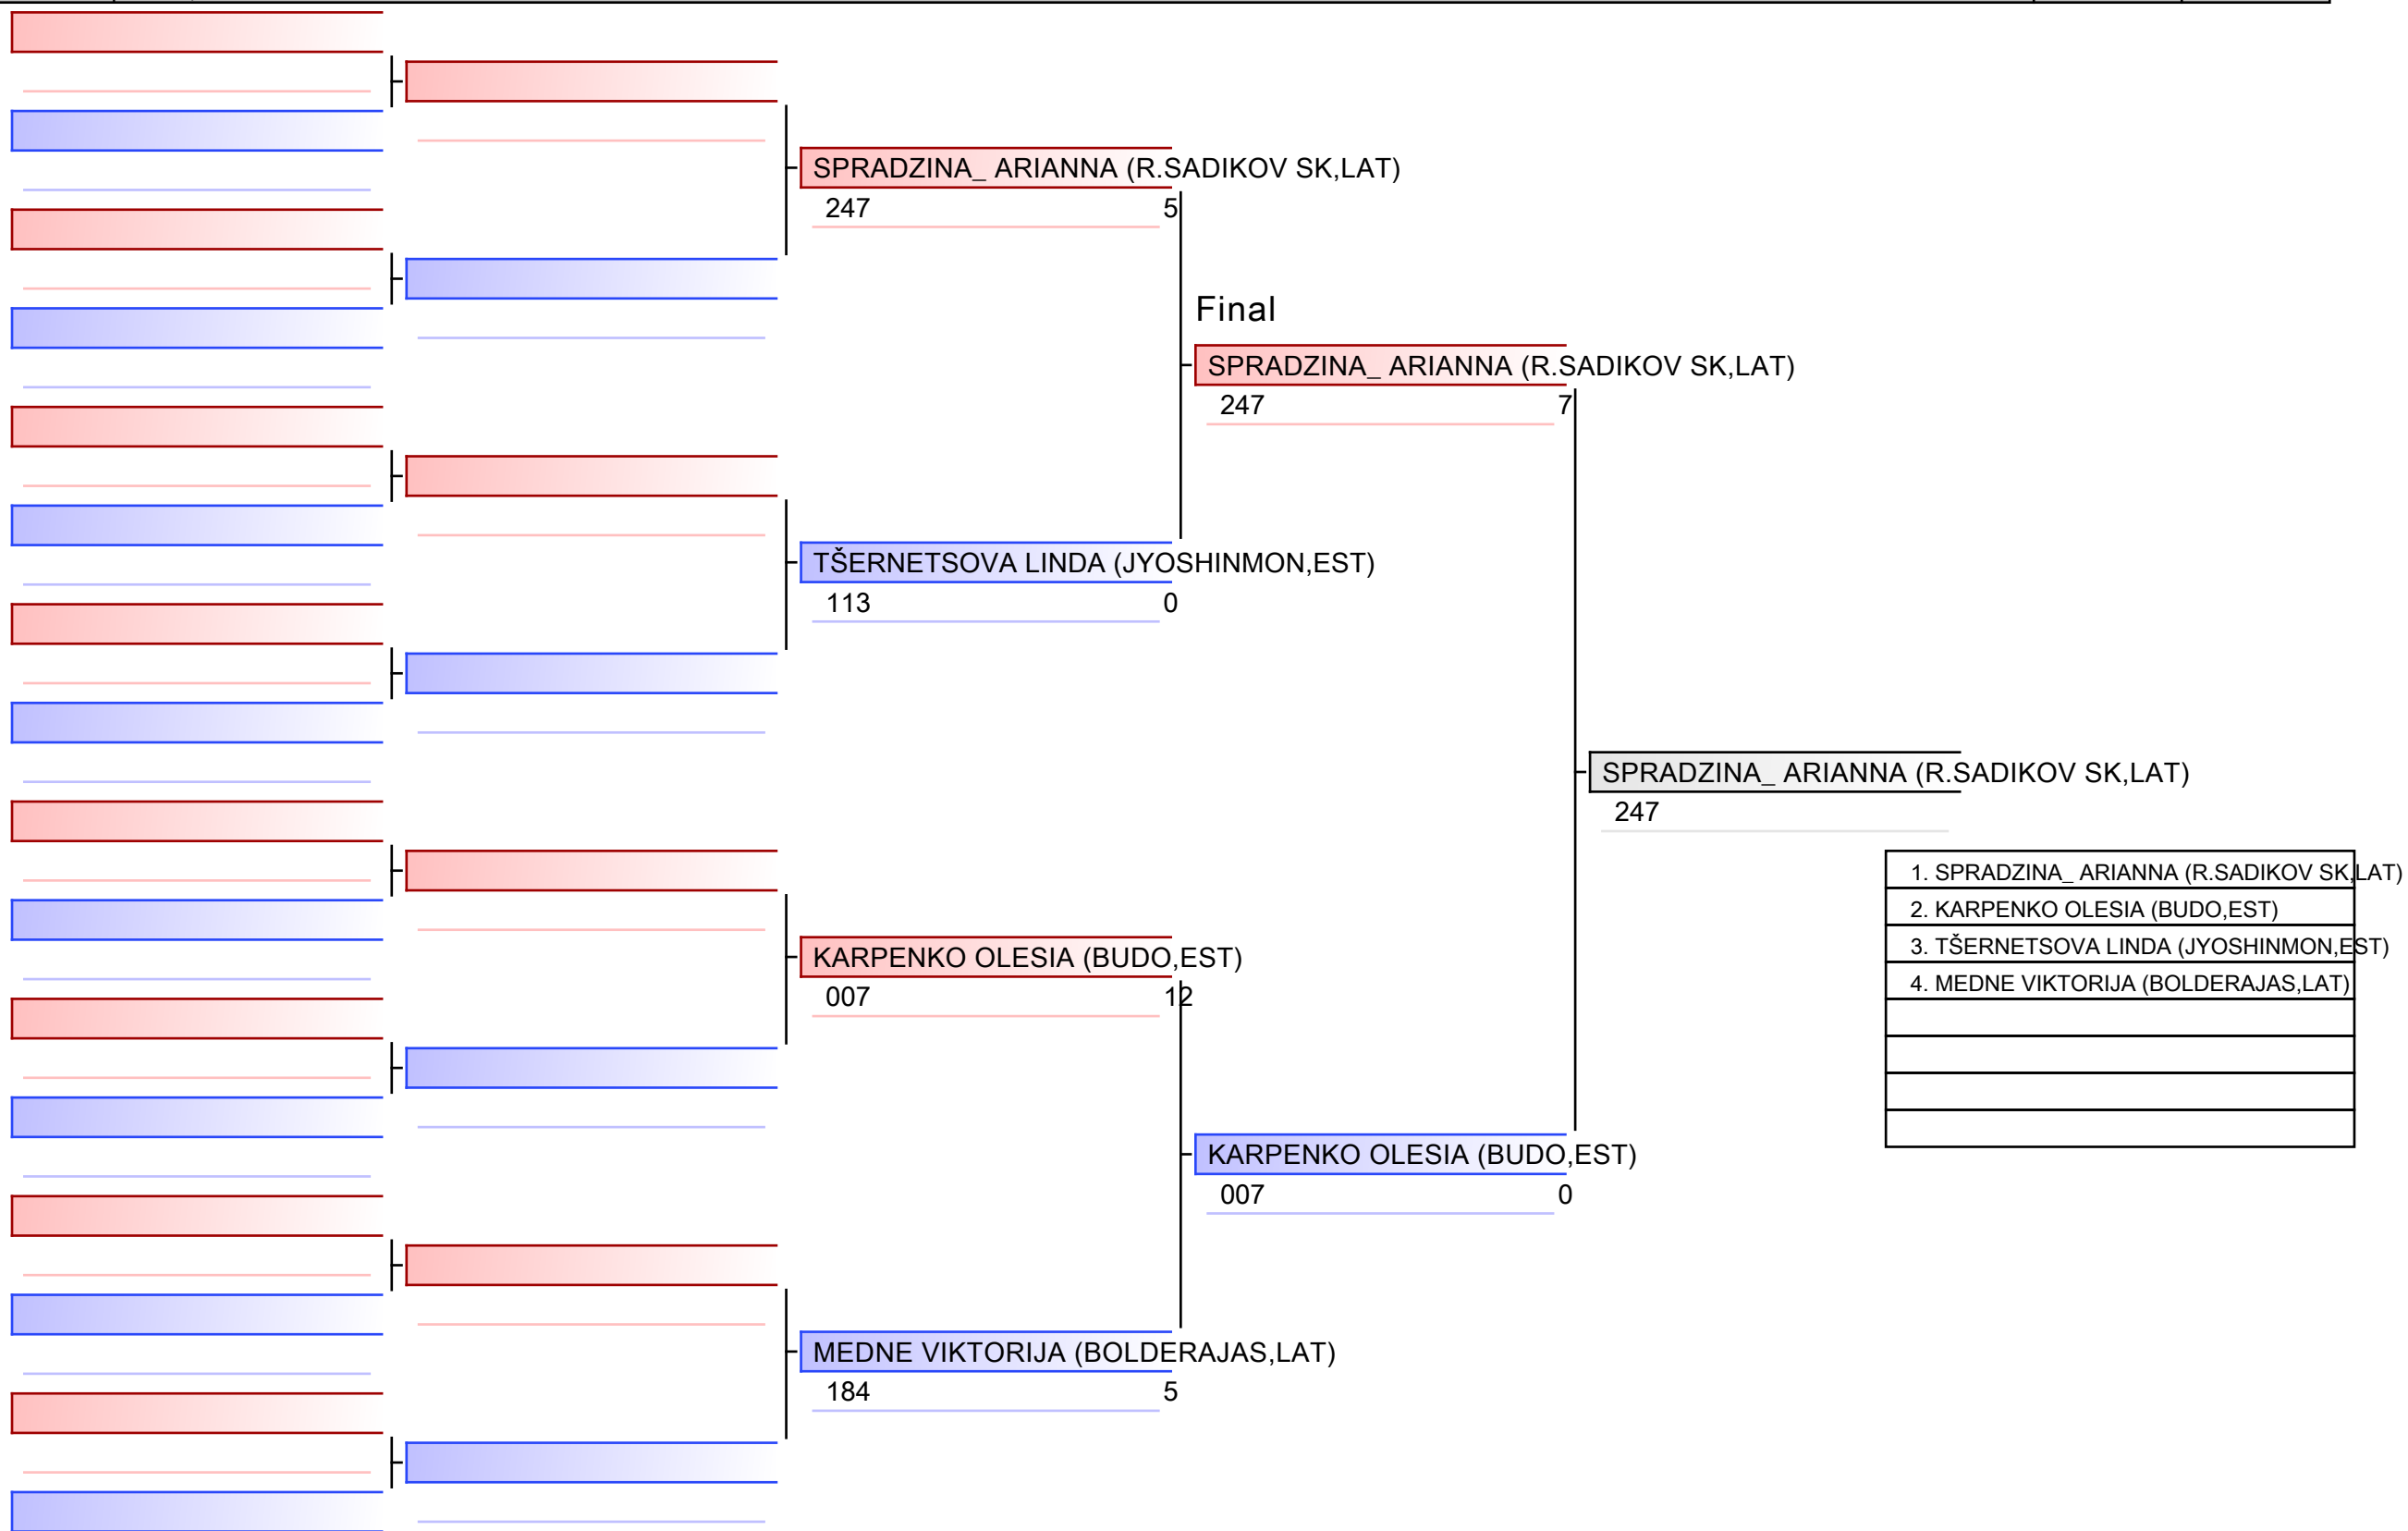 SPRADZINA_ ARIANNA (R.SADIKOV SK,LAT)
247 5
Final
SPRADZINA_ ARIANNA (R.SADIKOV SK,LAT)
247 7
TŠERNETSOVA LINDA (JYOSHINMON,EST)
113 0
SPRADZINA_ ARIANNA (R.SADIKOV SK,LAT)
247
1. SPRADZINA_ ARIANNA (R.SADIKOV SK,LAT)
2. KARPENKO OLESIA (BUDO,EST)
3. TŠERNETSOVA LINDA (JYOSHINMON,EST)
4. MEDNE VIKTORIJA (BOLDERAJAS,LAT)
KARPENKO OLESIA (BUDO,EST)
007 12
KARPENKO OLESIA (BUDO,EST)
007 0
MEDNE VIKTORIJA (BOLDERAJAS,LAT)
184 5